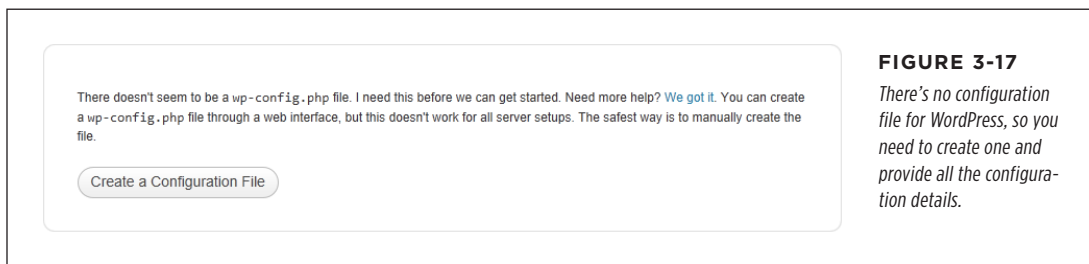 There doesn't seem to be a wp-config.php file. I need this before we can get started. Need more help? We got it. You can create
a wp-config.php file through a web interface, but this doesn't work for all server setups. The safest way is to manually create the
file.
Create a Configuration File
FIGURE 3-17
There's no configuration
file for WordPress, so you
need to create one and
provide all the configura-
tion details.